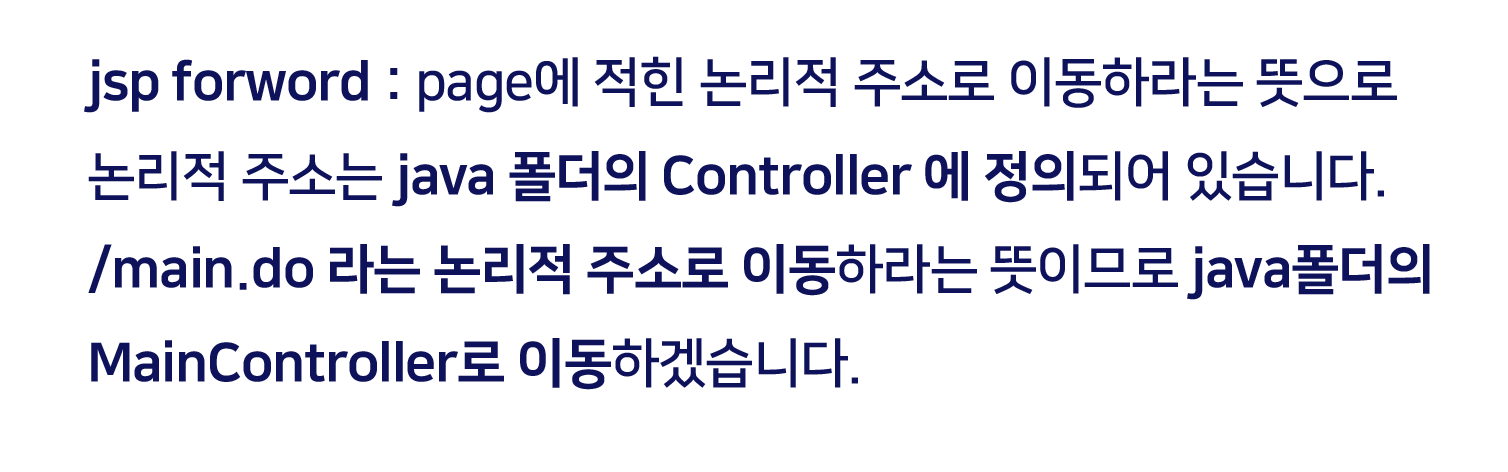 jsp forword : page에 적힌 논리적 주소로 이동하라는 뜻으로
논리적 주소는 java 폴더의 Controller 에 정의되어 있습니다.
/main.do 라는 논리적 주소로 이동하라는 뜻이므로 java폴더의
MainController로 이동하겠습니다.